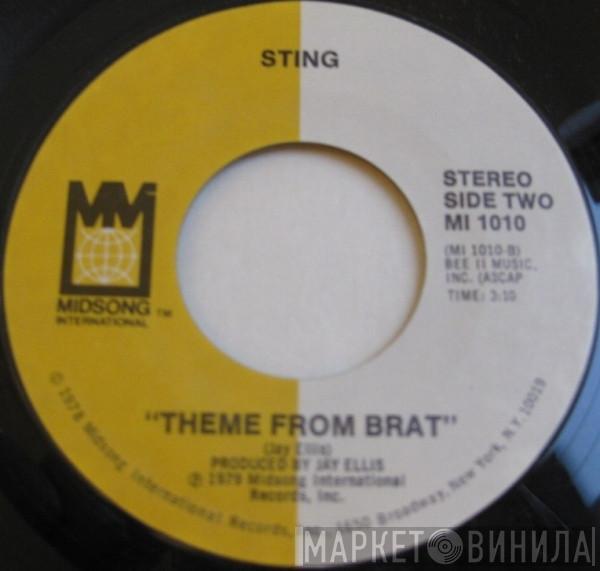 STING
STEREO
SIDE TWO
MI 1010
(MI 1010-B)
BEE II MUSIC,
INC. (ASCAP
TIME: 3:10
MIDSONG TM
INTERNATIONAL
"THEME FROM BRAT"
(Jay Ellis)
PRODUCED BY JAY ELLIS
℗ 1979 Midsong International
Records, Inc.
© 1978 Midsong International Records, Inc. 1650 Broadway, New York, N.Y. 10019
МАРКЕТ ВИНИЛА